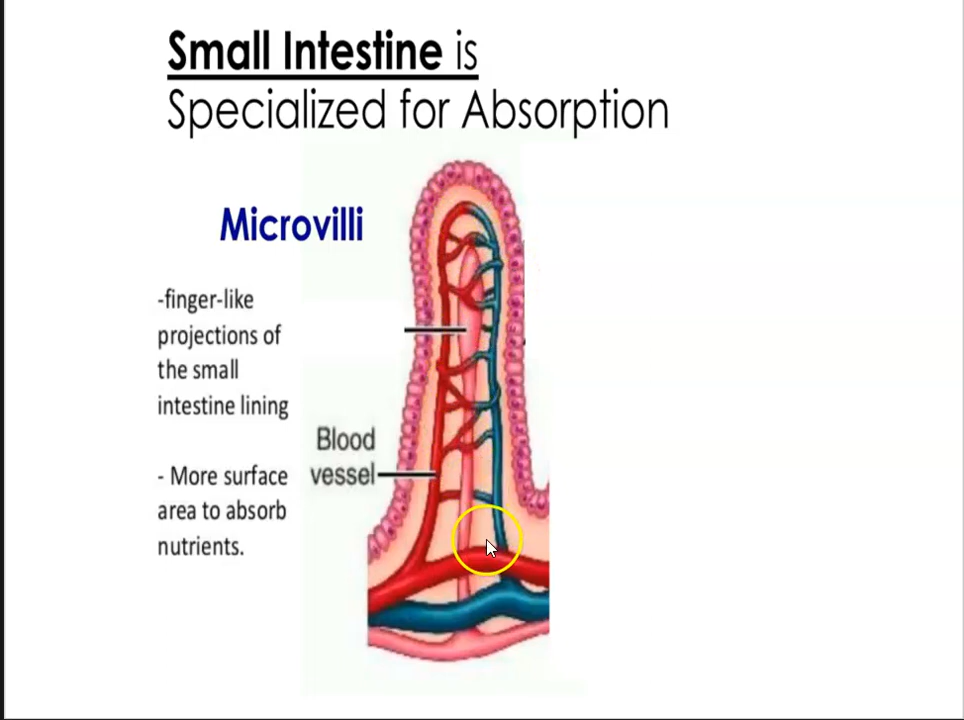 Small Intestine is
Specialized for Absorption
Microvilli
-finger-like
projections of
the small
intestine lining
Blood
vessel
- More surface
area to absorb
nutrients.